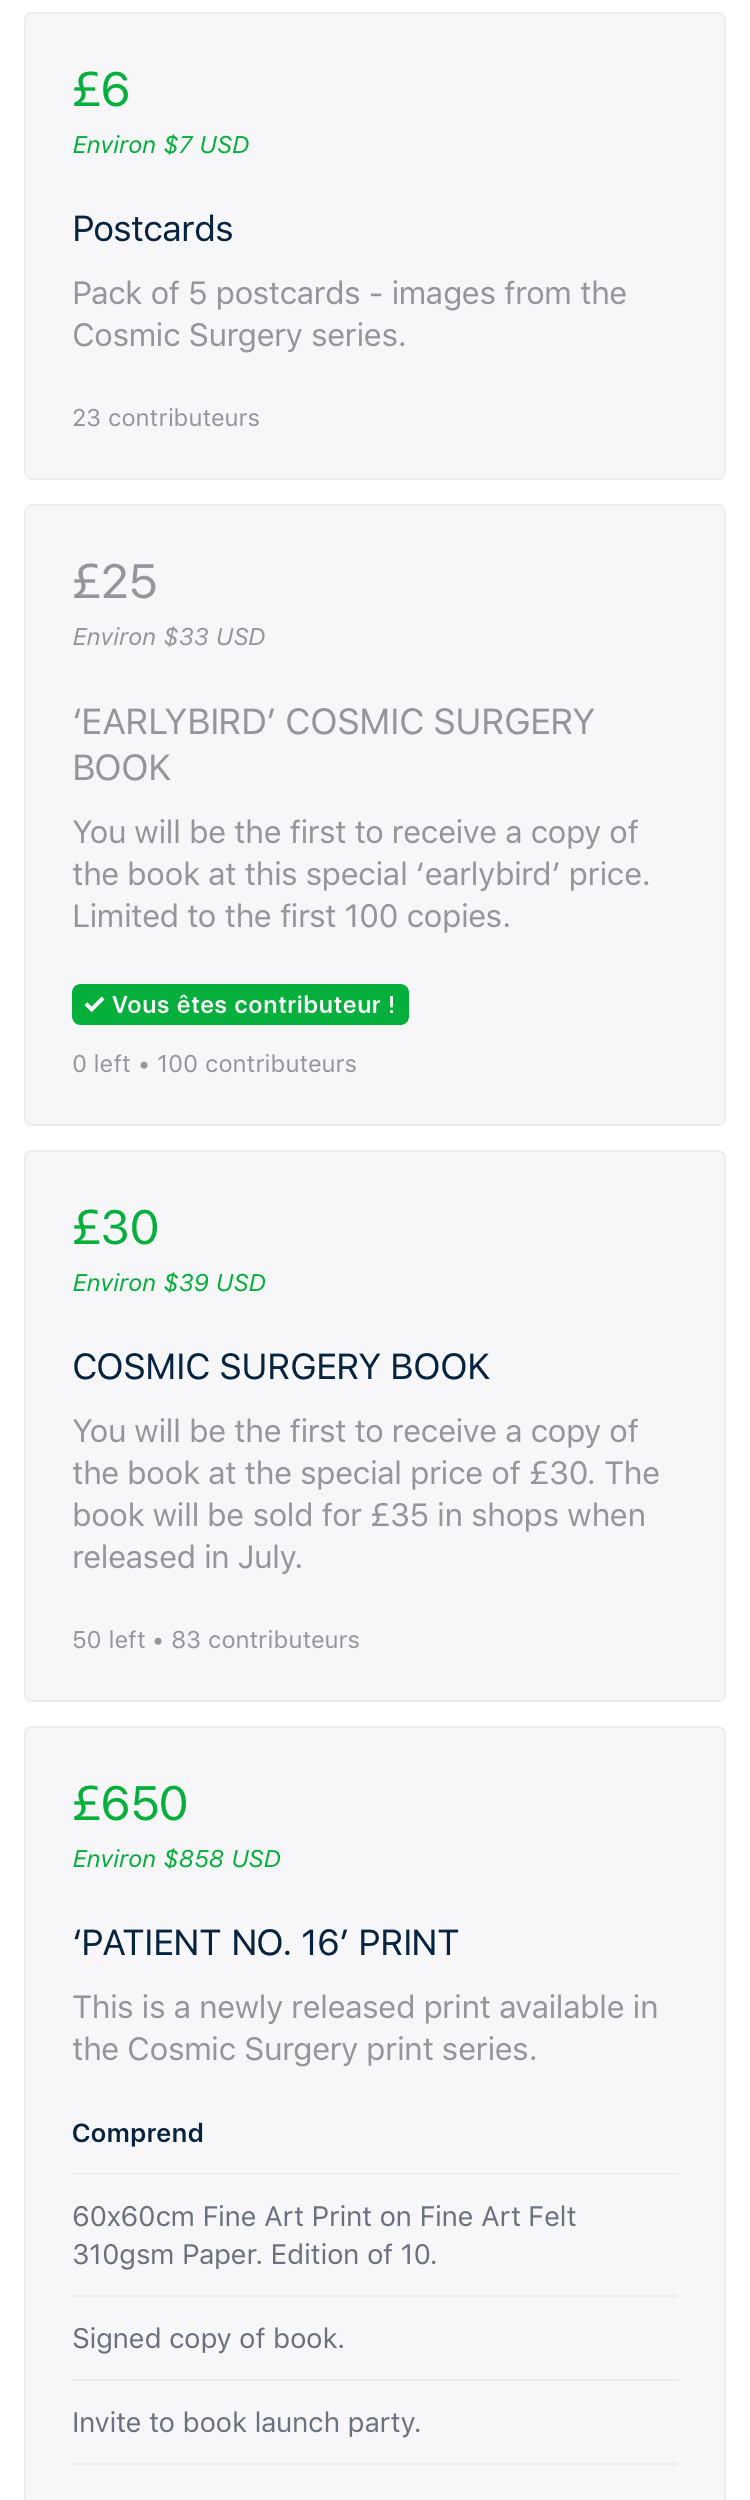 £6
Environ $7 USD
Postcards
Pack of 5 postcards - images from the
Cosmic Surgery series.
23 contributeurs
£25
Environ $33 USD
‘EARLYBIRD’ COSMIC SURGERY
BOOK
You will be the first to receive a copy of
the book at this special ‘earlybird’ price.
Limited to the first 100 copies.
✓ Vous êtes contributeur !
0 left • 100 contributeurs
£30
Environ $39 USD
COSMIC SURGERY BOOK
You will be the first to receive a copy of
the book at the special price of £30. The
book will be sold for £35 in shops when
released in July.
50 left • 83 contributeurs
£650
Environ $858 USD
‘PATIENT NO. 16’ PRINT
This is a newly released print available in
the Cosmic Surgery print series.
Comprend
60x60cm Fine Art Print on Fine Art Felt
310gsm Paper. Edition of 10.
Signed copy of book.
Invite to book launch party.